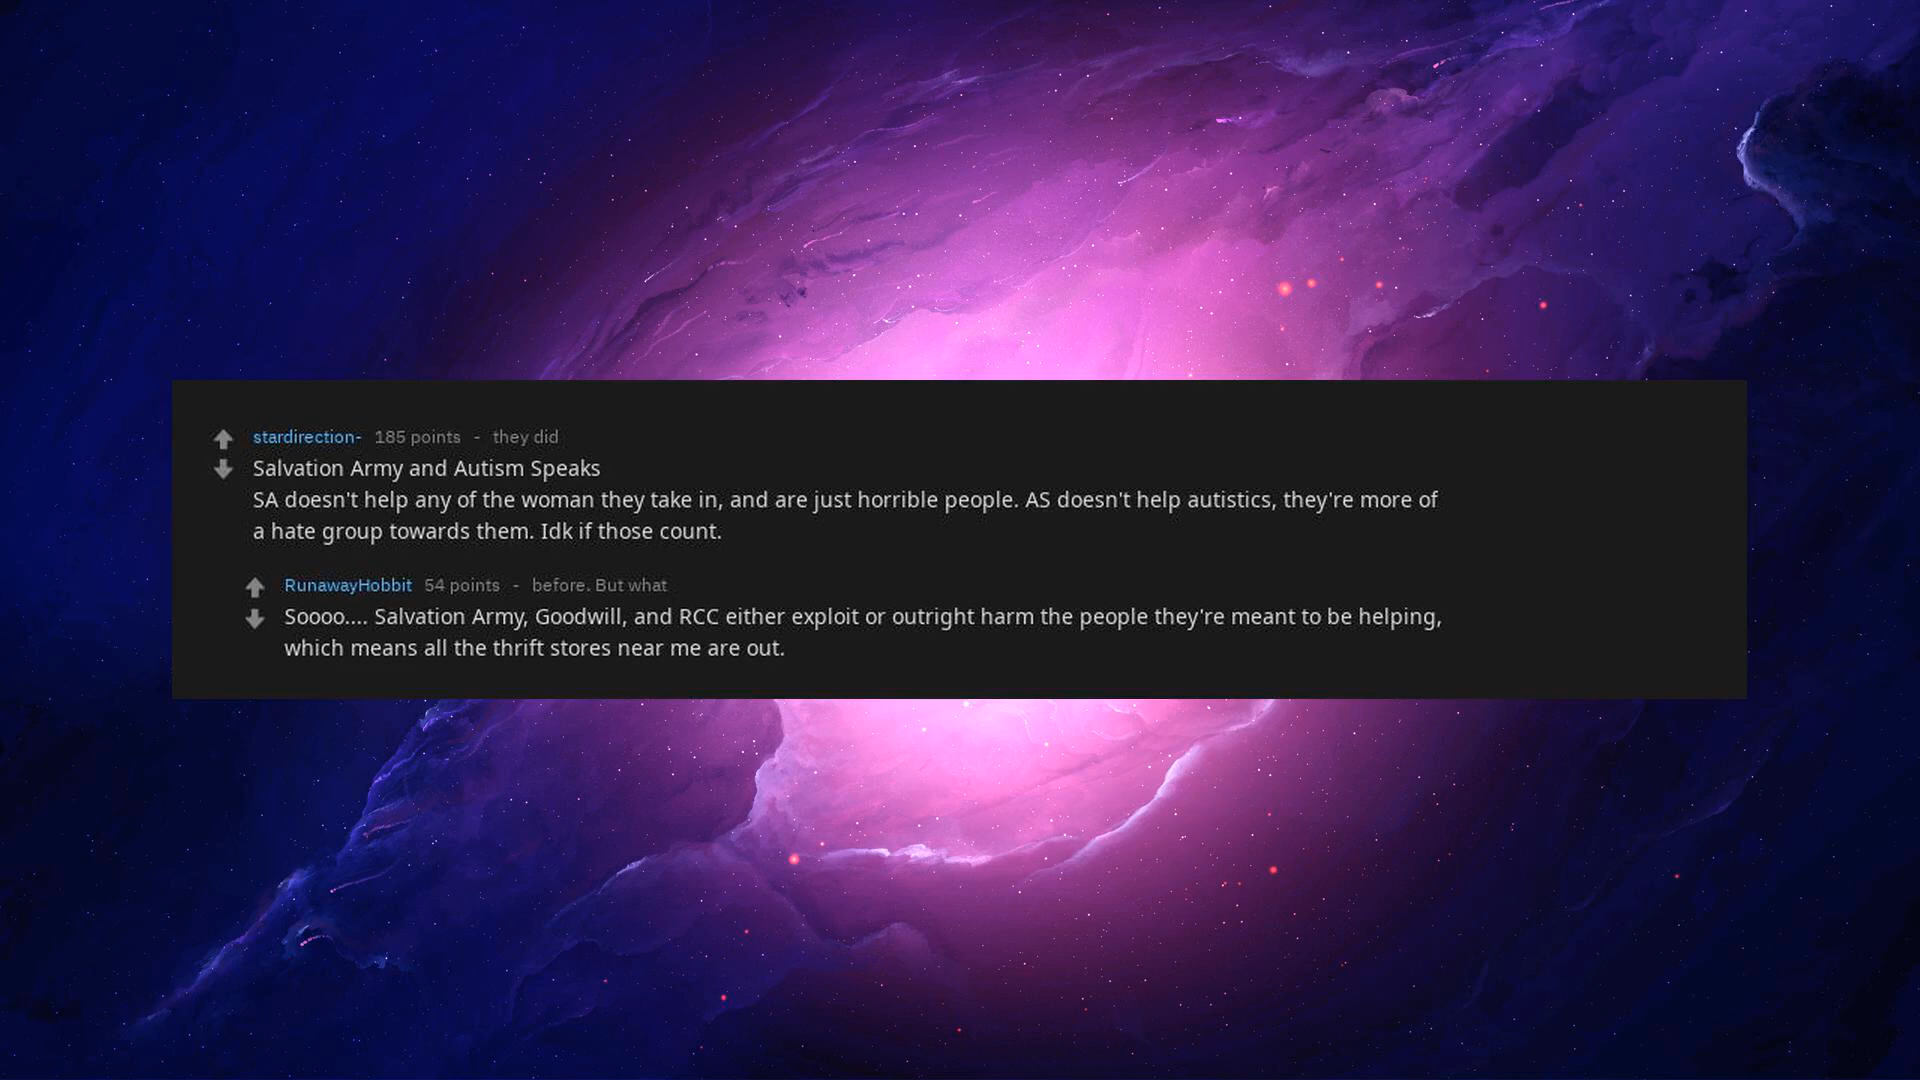 stardirection- 185 points - they did
Salvation Army and Autism Speaks
SA doesn't help any of the woman they take in, and are just horrible people. AS doesn't help autistics, they're more of
a hate group towards them. Idk if those count.
RunawayHobbit 54 points - before. But what
Soooo.... Salvation Army, Goodwill, and RCC either exploit or outright harm the people they're meant to be helping,
which means all the thrift stores near me are out.